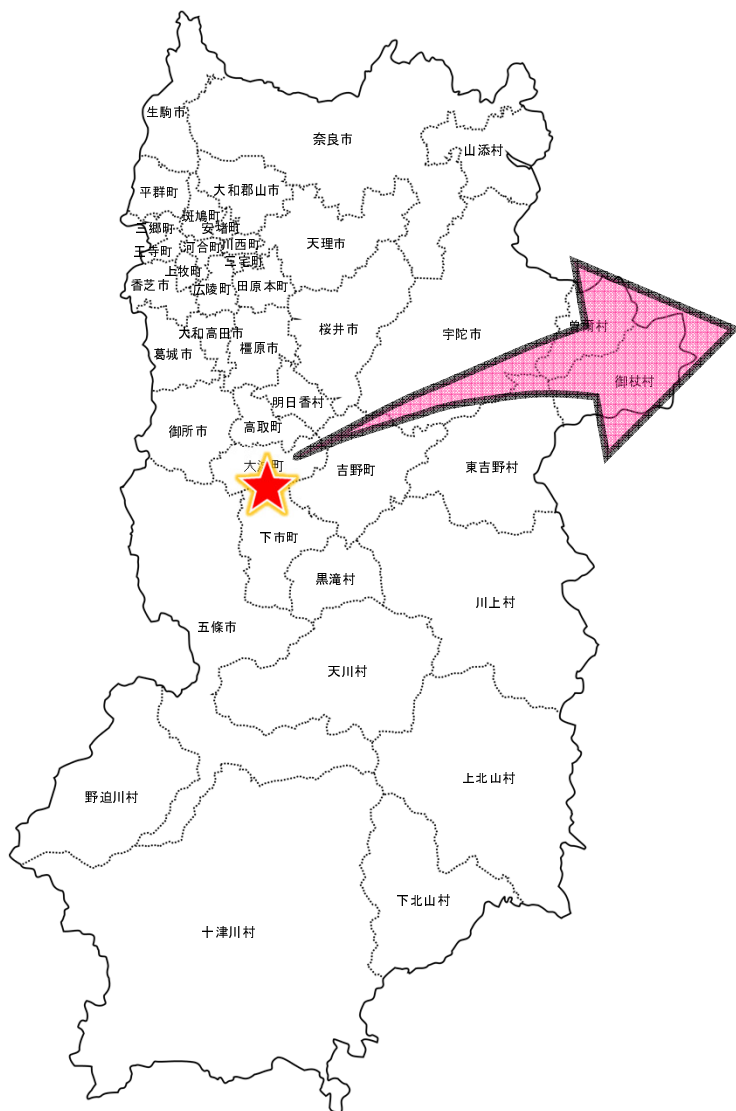 生駒市
奈良市
山添村
平群町
大和郡山市
斑鳩町
三郷町
安堵町
王寺町
河合町
川西町
天理市
三宅町
上牧町
香芝市
広陵町
田原本町
大和高田市
桜井市
宇陀市
曽爾村
葛城市
橿原市
御杖村
明日香村
御所市
高取町
大淀町
吉野町
東吉野村
下市町
黒滝村
川上村
五條市
天川村
上北山村
野迫川村
下北山村
十津川村